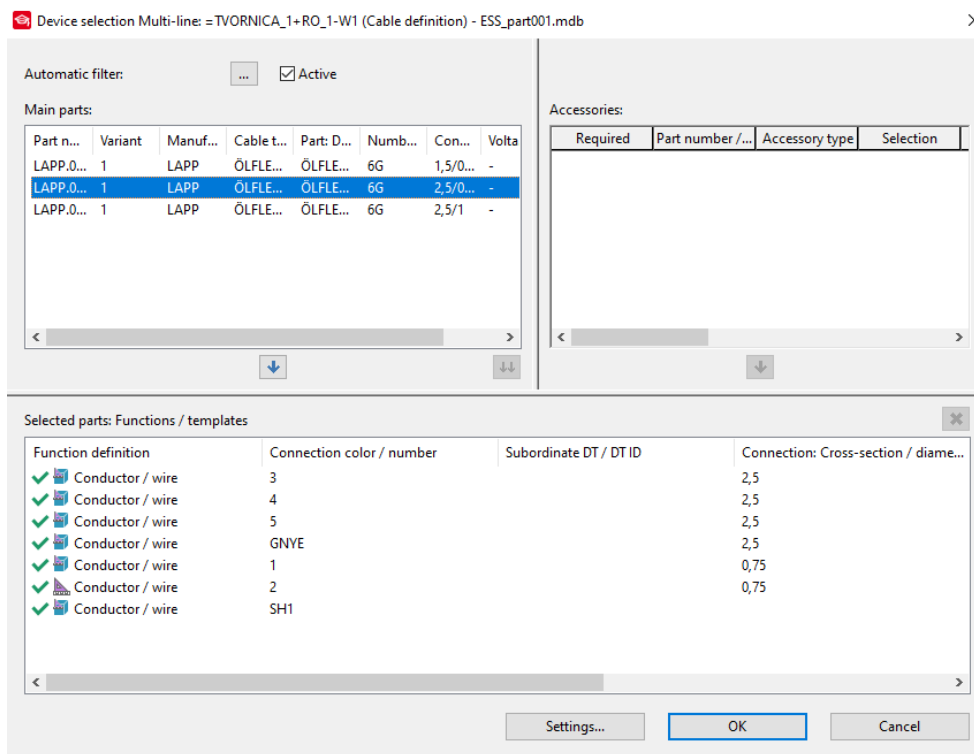 Device selection Multi-line: =TVORNICA_1+RO_1-W1 (Cable definition) - ESS_part001.mdb
Automatic filter: ... Active
Main parts:
Part n... Variant Manuf... Cable t... Part: D... Numb... Con... Volta
LAPP.0... 1 LAPP ÖLFLE... ÖLFLE... 6G 1,5/0... -
LAPP.0... 1 LAPP ÖLFLE... ÖLFLE... 6G 2,5/0... -
LAPP.0... 1 LAPP ÖLFLE... ÖLFLE... 6G 2,5/1 -
Accessories:
Required Part number /... Accessory type Selection
Selected parts: Functions / templates
Function definition Connection color / number Subordinate DT / DT ID Connection: Cross-section / diame...
Conductor / wire 3 2,5
Conductor / wire 4 2,5
Conductor / wire 5 2,5
Conductor / wire GNYE 2,5
Conductor / wire 1 0,75
Conductor / wire 2 0,75
Conductor / wire SH1
Settings... OK Cancel